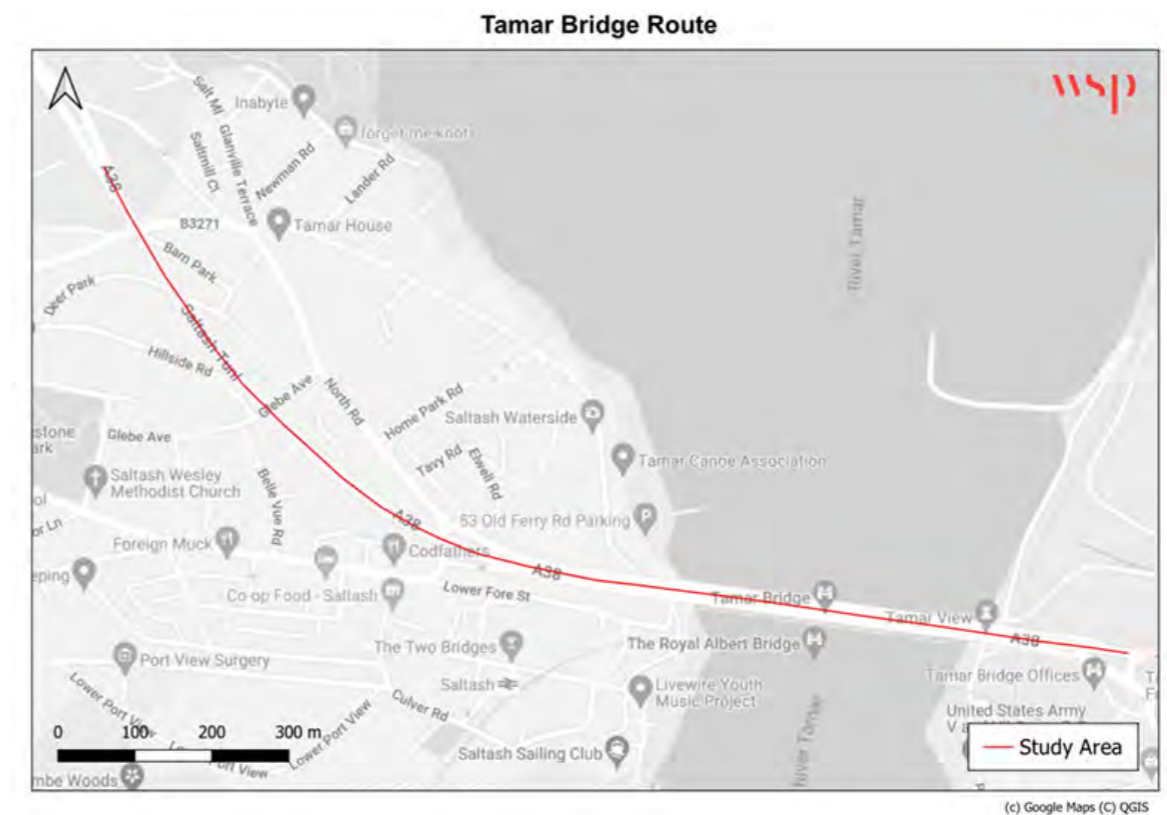 Tamar Bridge Route
wsp
Inabyte
forget-me-knots
Salt Ml
Glanville Terrace
Saltmill Ct
Newman Rd
Lander Rd
A38
B3271
Tamar House
River Tamar
Barn Park
Deer Park
Saltash Tunl
Hillside Rd
Glebe Ave
North Rd
Home Park Rd
Saltash Waterside
Glebe Ave
Tavy Rd
Elwell Rd
Tamar Canoe Association
Saltash Wesley
Methodist Church
Belle Vue Rd
A38
53 Old Ferry Rd Parking
Foreign Muck
Codfathers
A38
Co-op Food - Saltash
Lower Fore St
Tamar Bridge
Tamar View
A38
The Two Bridges
The Royal Albert Bridge
Port View Surgery
Tamar Bridge Offices
Saltash
Livewire Youth
Music Project
Lower Port View
Culver Rd
Lower Port View
United States Army
River Tamar
Saltash Sailing Club
0 100 200 300 m
Port View
Study Area
(c) Google Maps (C) QGIS